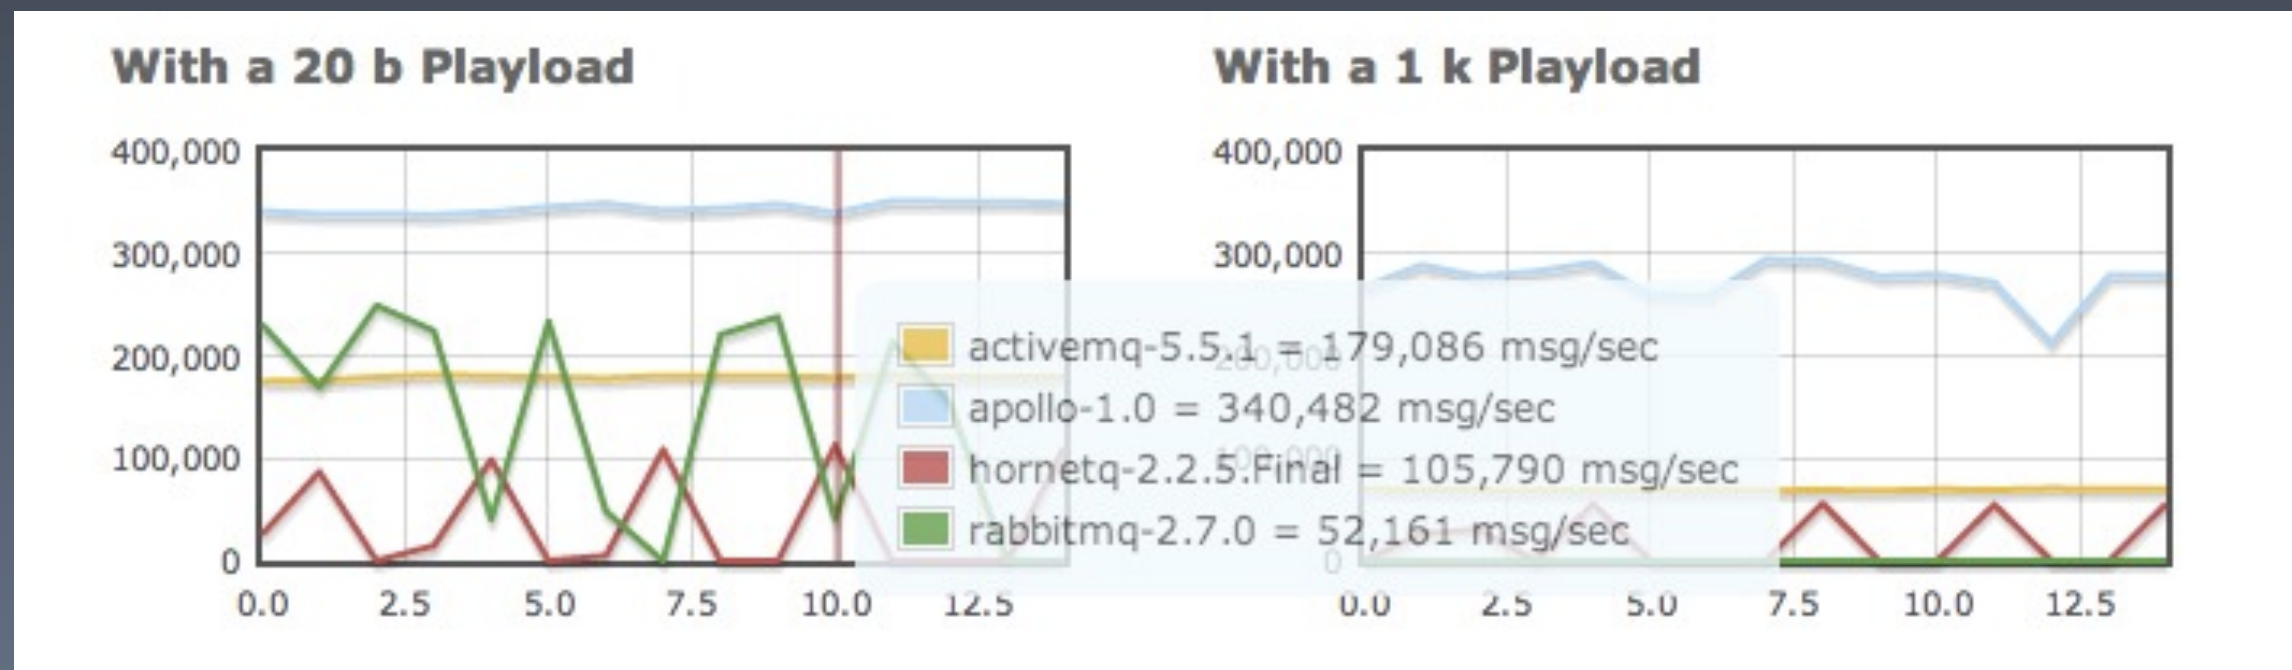 With a 20 b Playload
400,000
300,000
200,000
100,000
0
0.0 2.5 5.0 7.5 10.0 12.5
With a 1 k Playload
400,000
300,000
200,000
100,000
0
0.0 2.5 5.0 7.5 10.0 12.5
activemq-5.5.1 = 179,086 msg/sec
apollo-1.0 = 340,482 msg/sec
hornetq-2.2.5.Final = 105,790 msg/sec
rabbitmq-2.7.0 = 52,161 msg/sec